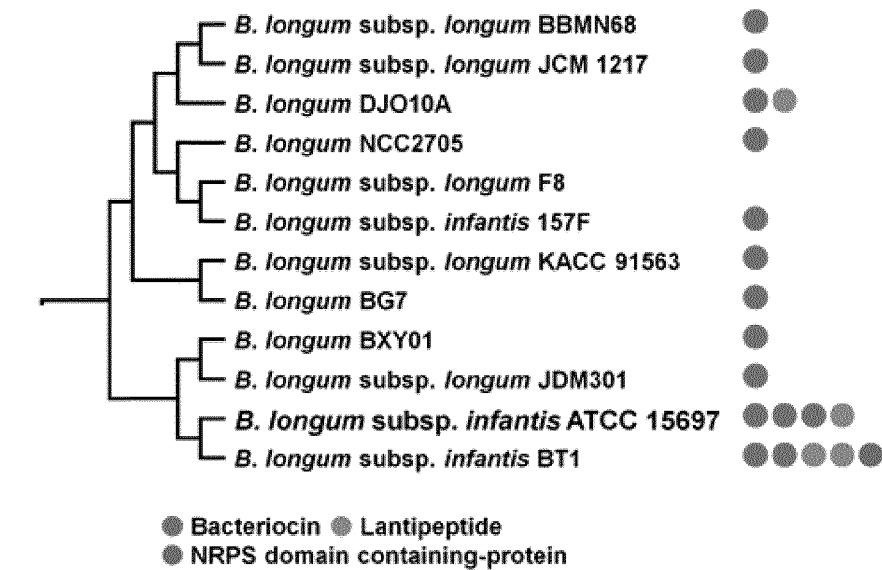 B. longum subsp. longum BBMN68
B. longum subsp. longum JCM 1217
B. longum DJO10A
B. longum NCC2705
B. longum subsp. longum F8
B. longum subsp. infantis 157F
B. longum subsp. longum KACC 91563
B. longum BG7
B. longum BXY01
B. longum subsp. longum JDM301
B. longum subsp. infantis ATCC 15697
B. longum subsp. infantis BT1
Bacteriocin Lantipeptide
NRPS domain containing-protein